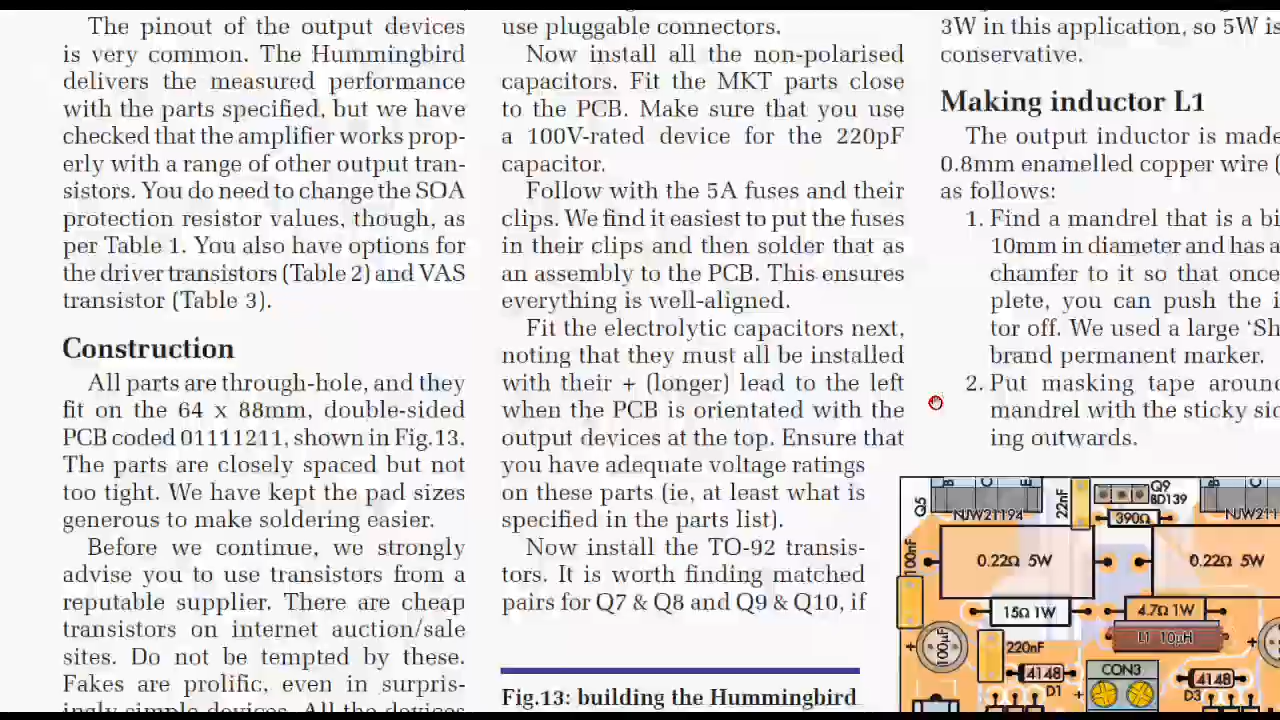 The pinout of the output devices
is very common. The Hummingbird
delivers the measured performance
with the parts specified, but we have
checked that the amplifier works prop-
erly with a range of other output tran-
sistors. You do need to change the SOA
protection resistor values, though, as
per Table 1. You also have options for
the driver transistors (Table 2) and VAS
transistor (Table 3).
Construction
All parts are through-hole, and they
fit on the 64 x 88mm, double-sided
PCB coded 01111211, shown in Fig.13.
The parts are closely spaced but not
too tight. We have kept the pad sizes
generous to make soldering easier.
Before we continue, we strongly
advise you to use transistors from a
reputable supplier. There are cheap
transistors on internet auction/sale
sites. Do not be tempted by these.
Fakes are prolific, even in surpris-
ingly simple devices. All the devices
use pluggable connectors.
Now install all the non-polarised
capacitors. Fit the MKT parts close
to the PCB. Make sure that you use
a 100V-rated device for the 220pF
capacitor.
Follow with the 5A fuses and their
clips. We find it easiest to put the fuses
in their clips and then solder that as
an assembly to the PCB. This ensures
everything is well-aligned.
Fit the electrolytic capacitors next,
noting that they must all be installed
with their + (longer) lead to the left
when the PCB is orientated with the
output devices at the top. Ensure that
you have adequate voltage ratings
on these parts (ie, at least what is
specified in the parts list).
Now install the TO-92 transis-
tors. It is worth finding matched
pairs for Q7 & Q8 and Q9 & Q10, if
Fig.13: building the Hummingbird
3W in this application, so 5W is
conservative.
Making inductor L1
The output inductor is made
0.8mm enamelled copper wire (
as follows:
1. Find a mandrel that is a bi
10mm in diameter and has a
chamfer to it so that once
plete, you can push the i
tor off. We used a large ‘Sh
brand permanent marker.
2. Put masking tape around
mandrel with the sticky sid
ing outwards.
B C E
Q5
NJW21194
22nF
Q9
BD139
390Ω
B C
NJW211
100nF
0.22Ω 5W
0.22Ω 5W
15Ω 1W
4.7Ω 1W
L1 10µH
+
100µF
220nF
4148
D1
+
CON3
4148
D3
+